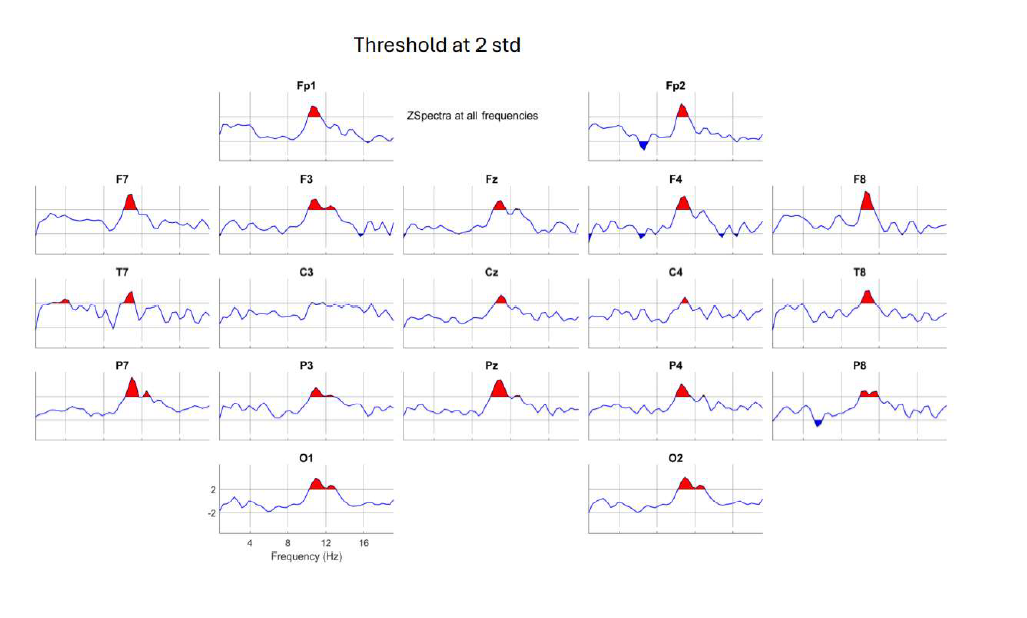 Threshold at 2 std
Fp1
ZSpectra at all frequencies
Fp2
F7
F3
Fz
F4
F8
T7
C3
Cz
C4
T8
P7
P3
Pz
P4
P8
O1
O2
2
-2
4 8 12 16
Frequency (Hz)